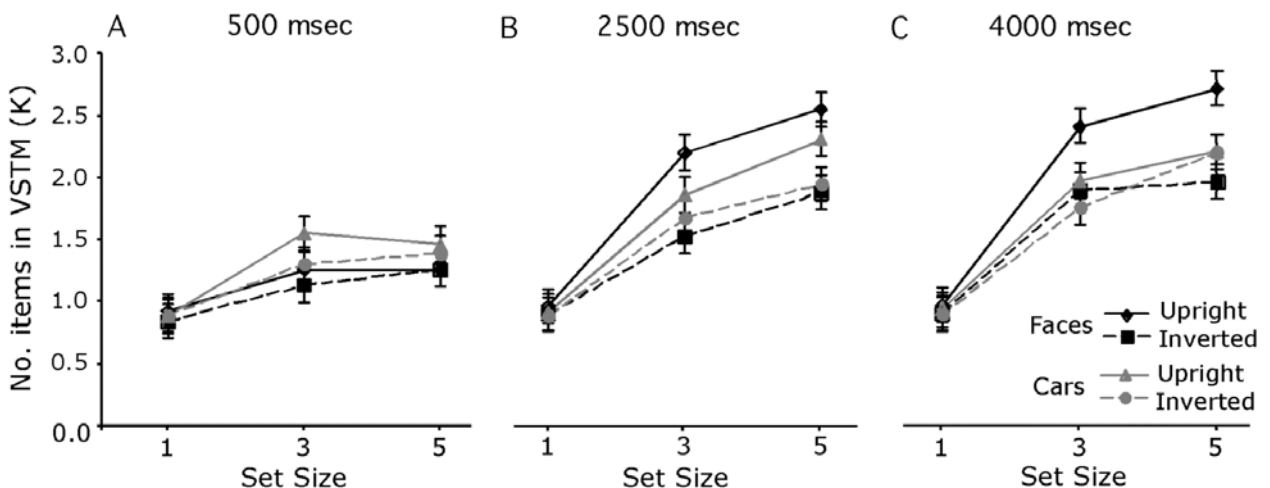 A 500 msec
B 2500 msec
C 4000 msec
No. items in VSTM (K)
3.0
2.5
2.0
1.5
1.0
0.5
0.0
1 3 5
Set Size
1 3 5
Set Size
1 3 5
Set Size
Faces
Upright
Inverted
Cars
Upright
Inverted